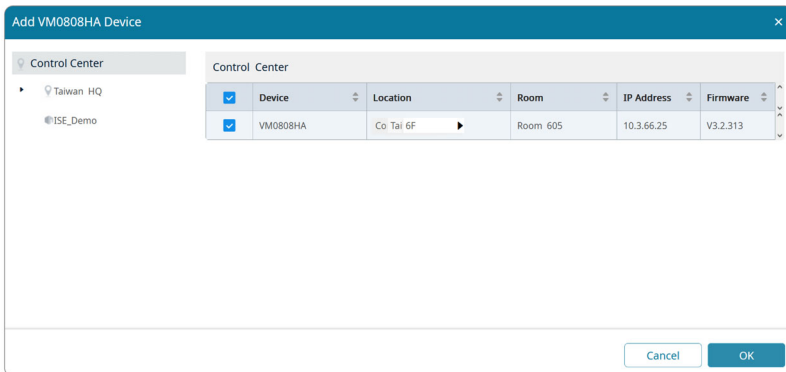 Add VM0808HA Device
Control Center
Taiwan HQ
ISE_Demo
Control Center
Device Location Room IP Address Firmware
VM0808HA Co Tai 6F Room 605 10.3.66.25 V3.2.313
Cancel OK